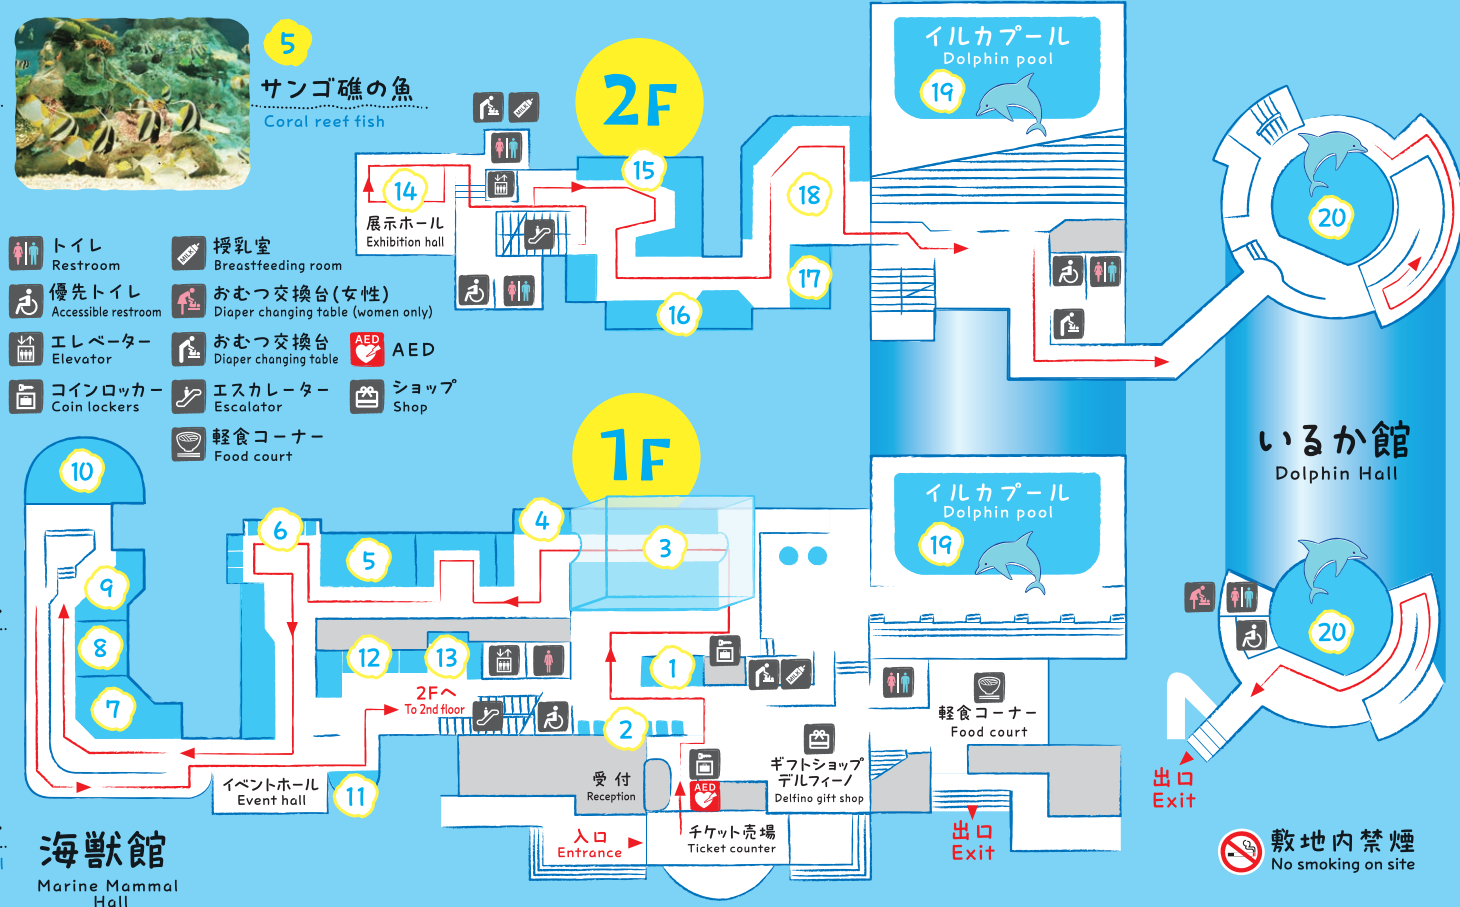 5
サンゴ礁の魚
Coral reef fish
トイレ
Restroom
優先トイレ
Accessible restroom
エレベーター
Elevator
コインロッカー
Coin lockers
授乳室
Breastfeeding room
おむつ交換台(女性)
Diaper changing table (women only)
おむつ交換台
Diaper changing table
エスカレーター
Escalator
軽食コーナー
Food court
AED
AED
ショップ
Shop
MILK
MILK
2F
14
展示ホール
Exhibition hall
15
16
17
18
イルカプール
Dolphin pool
19
20
いるか館
Dolphin Hall
1F
イルカプール
Dolphin pool
19
20
10
9
8
7
6
5
4
3
12
13
1
2
11
2Fへ
To 2nd floor
MILK
イベントホール
Event hall
受付
Reception
AED
ギフトショップ
デルフィーノ
Delfino gift shop
軽食コーナー
Food court
入口
Entrance
チケット売場
Ticket counter
出口
Exit
出口
Exit
海獣館
Marine Mammal
Hall
敷地内禁煙
No smoking on site